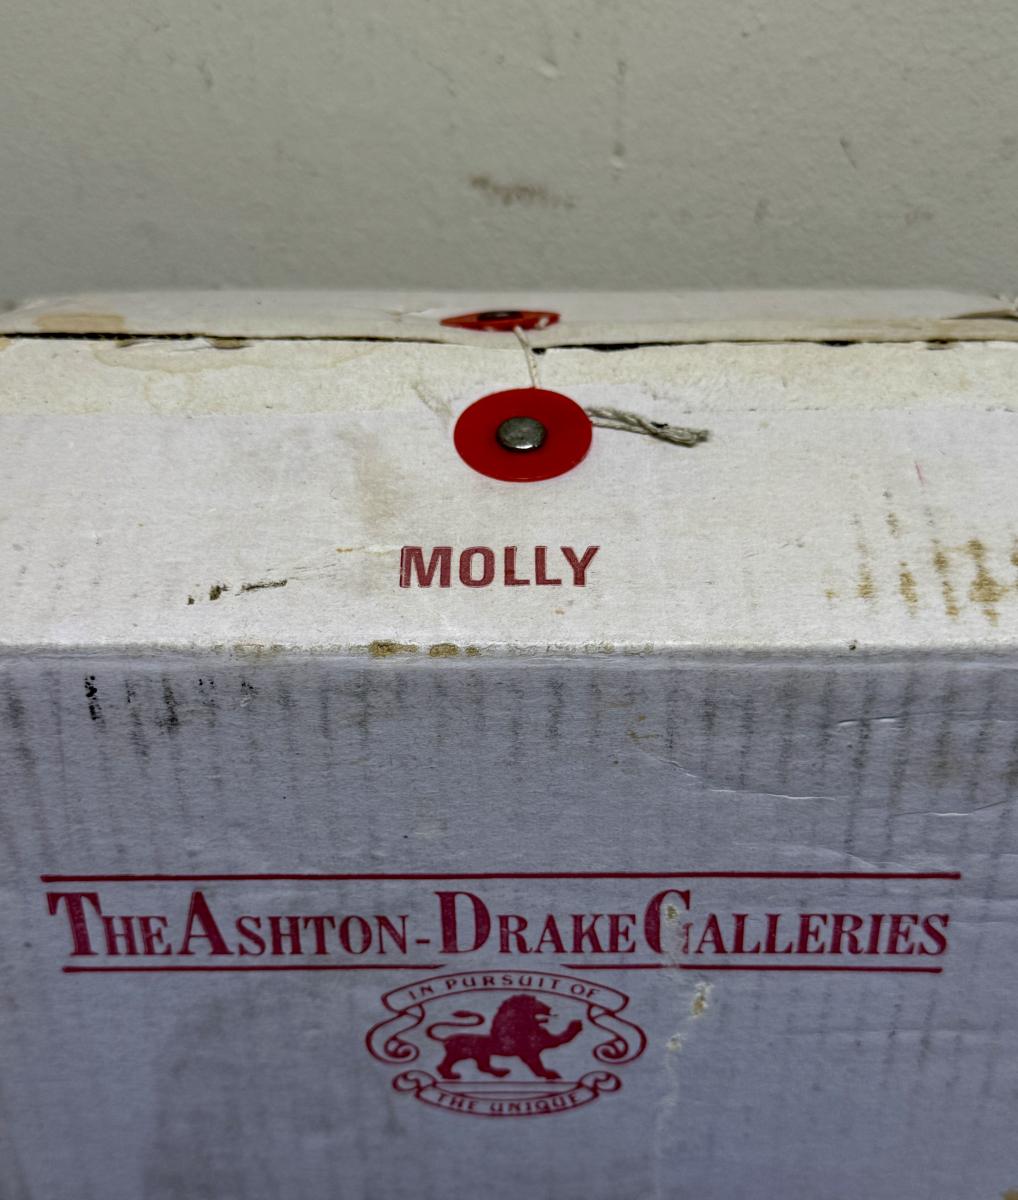 MOLLY
THE ASHTON-DRAKE GALLERIES
IN PURSUIT OF
THE UNIQUE